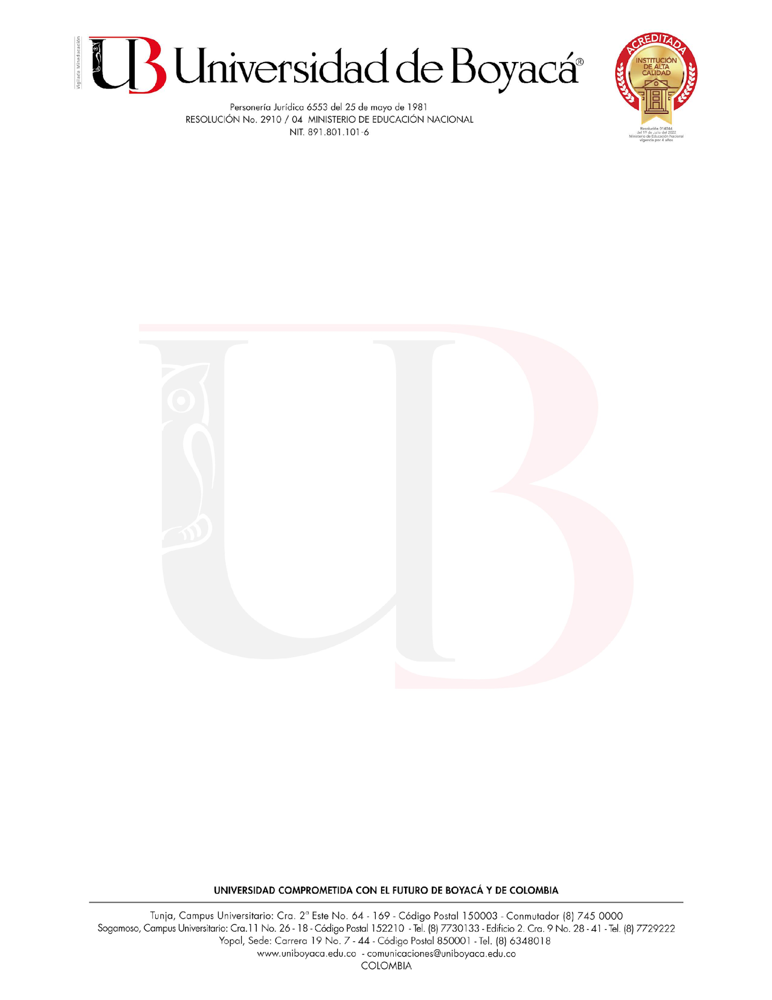 Vigilada Mineducación
UB Universidad de Boyacá®
Personería Jurídica 6553 del 25 de mayo de 1981
RESOLUCIÓN No. 2910 / 04 MINISTERIO DE EDUCACIÓN NACIONAL
NIT. 891.801.101-6
ACREDITADA
INSTITUCIÓN
DE ALTA
CALIDAD
Resolución 014044
del 19 de Julio del 2022
Ministerio de Educación Nacional
vigencia por 4 años
UB
UNIVERSIDAD COMPROMETIDA CON EL FUTURO DE BOYACÁ Y DE COLOMBIA
Tunja, Campus Universitario: Cra. 2ª Este No. 64 - 169 - Código Postal 150003 - Conmutador (8) 745 0000
Sogamoso, Campus Universitario: Cra.11 No. 26 - 18 - Código Postal 152210 - Tel. (8) 7730133 - Edificio 2. Cra. 9 No. 28 - 41 - Tel. (8) 7729222
Yopal, Sede: Carrera 19 No. 7 - 44 - Código Postal 850001 - Tel. (8) 6348018
www.uniboyaca.edu.co - comunicaciones@uniboyaca.edu.co
COLOMBIA